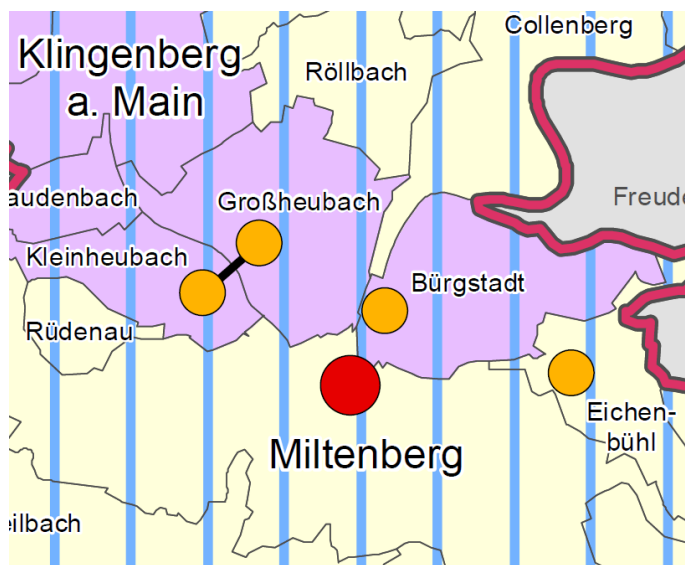 Collenberg
Klingenberg
a. Main
Röllbach
audenbach
Großheubach
Freude
Kleinheubach
Bürgstadt
Rüdenau
Eichen-
bühl
Miltenberg
eilbach